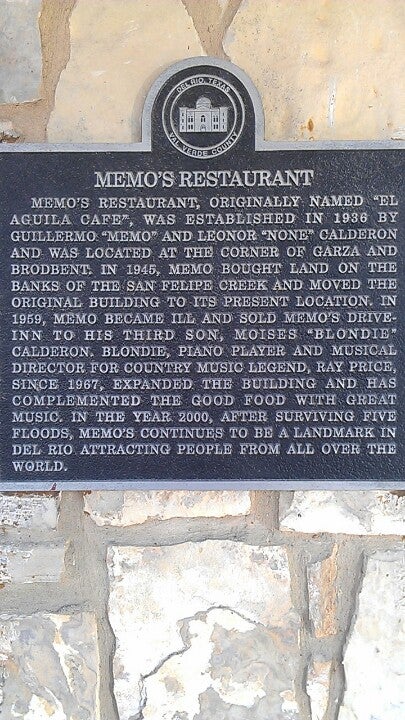 DEL RIO, TEXAS
VAL VERDE COUNTY
MEMO'S RESTAURANT
MEMO'S RESTAURANT, ORIGINALLY NAMED "EL
AGUILA CAFE", WAS ESTABLISHED IN 1936 BY
GUILLERMO "MEMO" AND LEONOR "NONE" CALDERON
AND WAS LOCATED AT THE CORNER OF GARZA AND
BRODBENT. IN 1945, MEMO BOUGHT LAND ON THE
BANKS OF THE SAN FELIPE CREEK AND MOVED THE
ORIGINAL BUILDING TO ITS PRESENT LOCATION. IN
1959, MEMO BECAME ILL AND SOLD MEMO'S DRIVE-
INN TO HIS THIRD SON, MOISES "BLONDIE"
CALDERON. BLONDIE, PIANO PLAYER AND MUSICAL
DIRECTOR FOR COUNTRY MUSIC LEGEND, RAY PRICE,
SINCE 1967, EXPANDED THE BUILDING AND HAS
COMPLEMENTED THE GOOD FOOD WITH GREAT
MUSIC. IN THE YEAR 2000, AFTER SURVIVING FIVE
FLOODS, MEMO'S CONTINUES TO BE A LANDMARK IN
DEL RIO ATTRACTING PEOPLE FROM ALL OVER THE
WORLD.